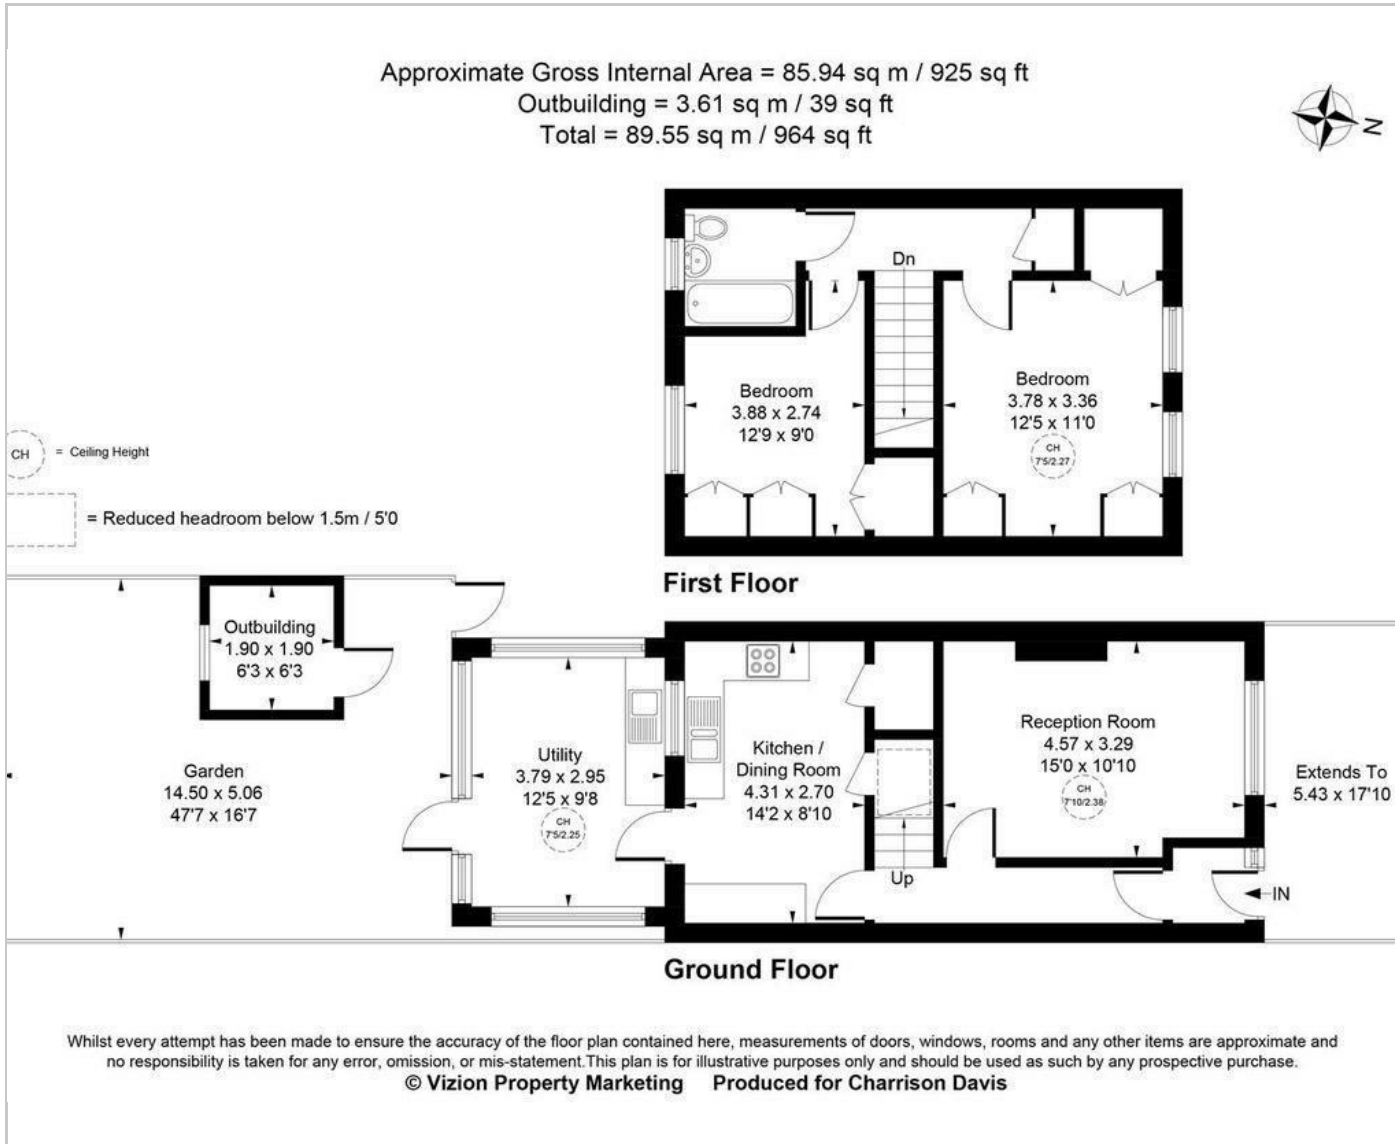 Approximate Gross Internal Area = 85.94 sq m / 925 sq ft
Outbuilding = 3.61 sq m / 39 sq ft
Total = 89.55 sq m / 964 sq ft
N
Dn
Bedroom
3.88 x 2.74
12'9 x 9'0
Bedroom
3.78 x 3.36
12'5 x 11'0
CH
7'5/2.27
CH
= Ceiling Height
= Reduced headroom below 1.5m / 5'0
First Floor
Outbuilding
1.90 x 1.90
6'3 x 6'3
Garden
14.50 x 5.06
47'7 x 16'7
Utility
3.79 x 2.95
12'5 x 9'8
CH
7'5/2.25
Kitchen /
Dining Room
4.31 x 2.70
14'2 x 8'10
Up
Reception Room
4.57 x 3.29
15'0 x 10'10
CH
7'10/2.38
Extends To
5.43 x 17'10
IN
Ground Floor
Whilst every attempt has been made to ensure the accuracy of the floor plan contained here, measurements of doors, windows, rooms and any other items are approximate and
no responsibility is taken for any error, omission, or mis-statement.This plan is for illustrative purposes only and should be used as such by any prospective purchase.
© Vizion Property Marketing Produced for Charrison Davis